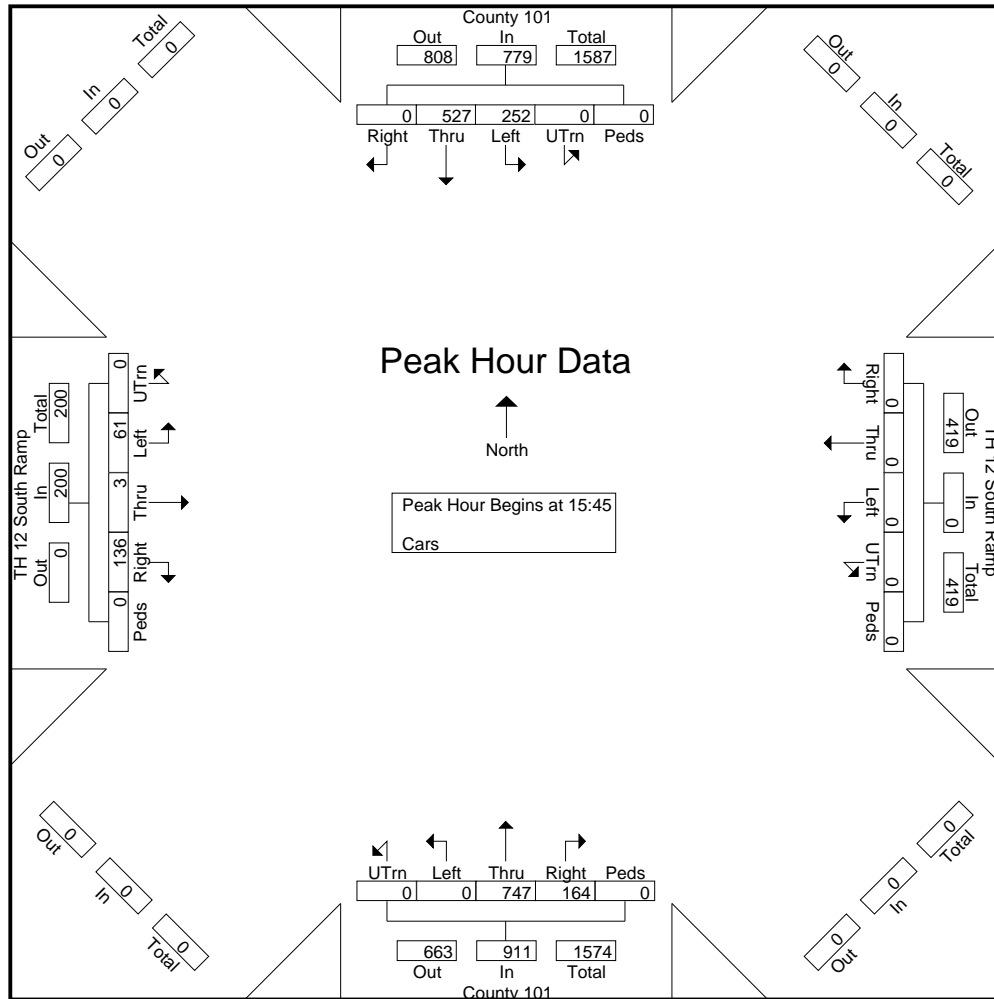 County 101
Out In Total
808 779 1587
0 527 252 0 0
Right Thru Left UTrn Peds
Total
0
In
0
Out
0
Out
0
In
0
Total
0
TH 12 South Ramp
Total In Out
200 200 0
0 61 3 136 0
UTrn Left Thru Right Peds
Peak Hour Data
North
Peak Hour Begins at 15:45
Cars
Right Thru Left UTrn Peds
0 0 0 0 0
Out In Total
419 0 419
TH 12 South Ramp
UTrn Left Thru Right Peds
0 0 747 164 0
663 911 1574
Out In Total
County 101
0
Out
0
In
0
Total
0
Total
0
In
0
Out